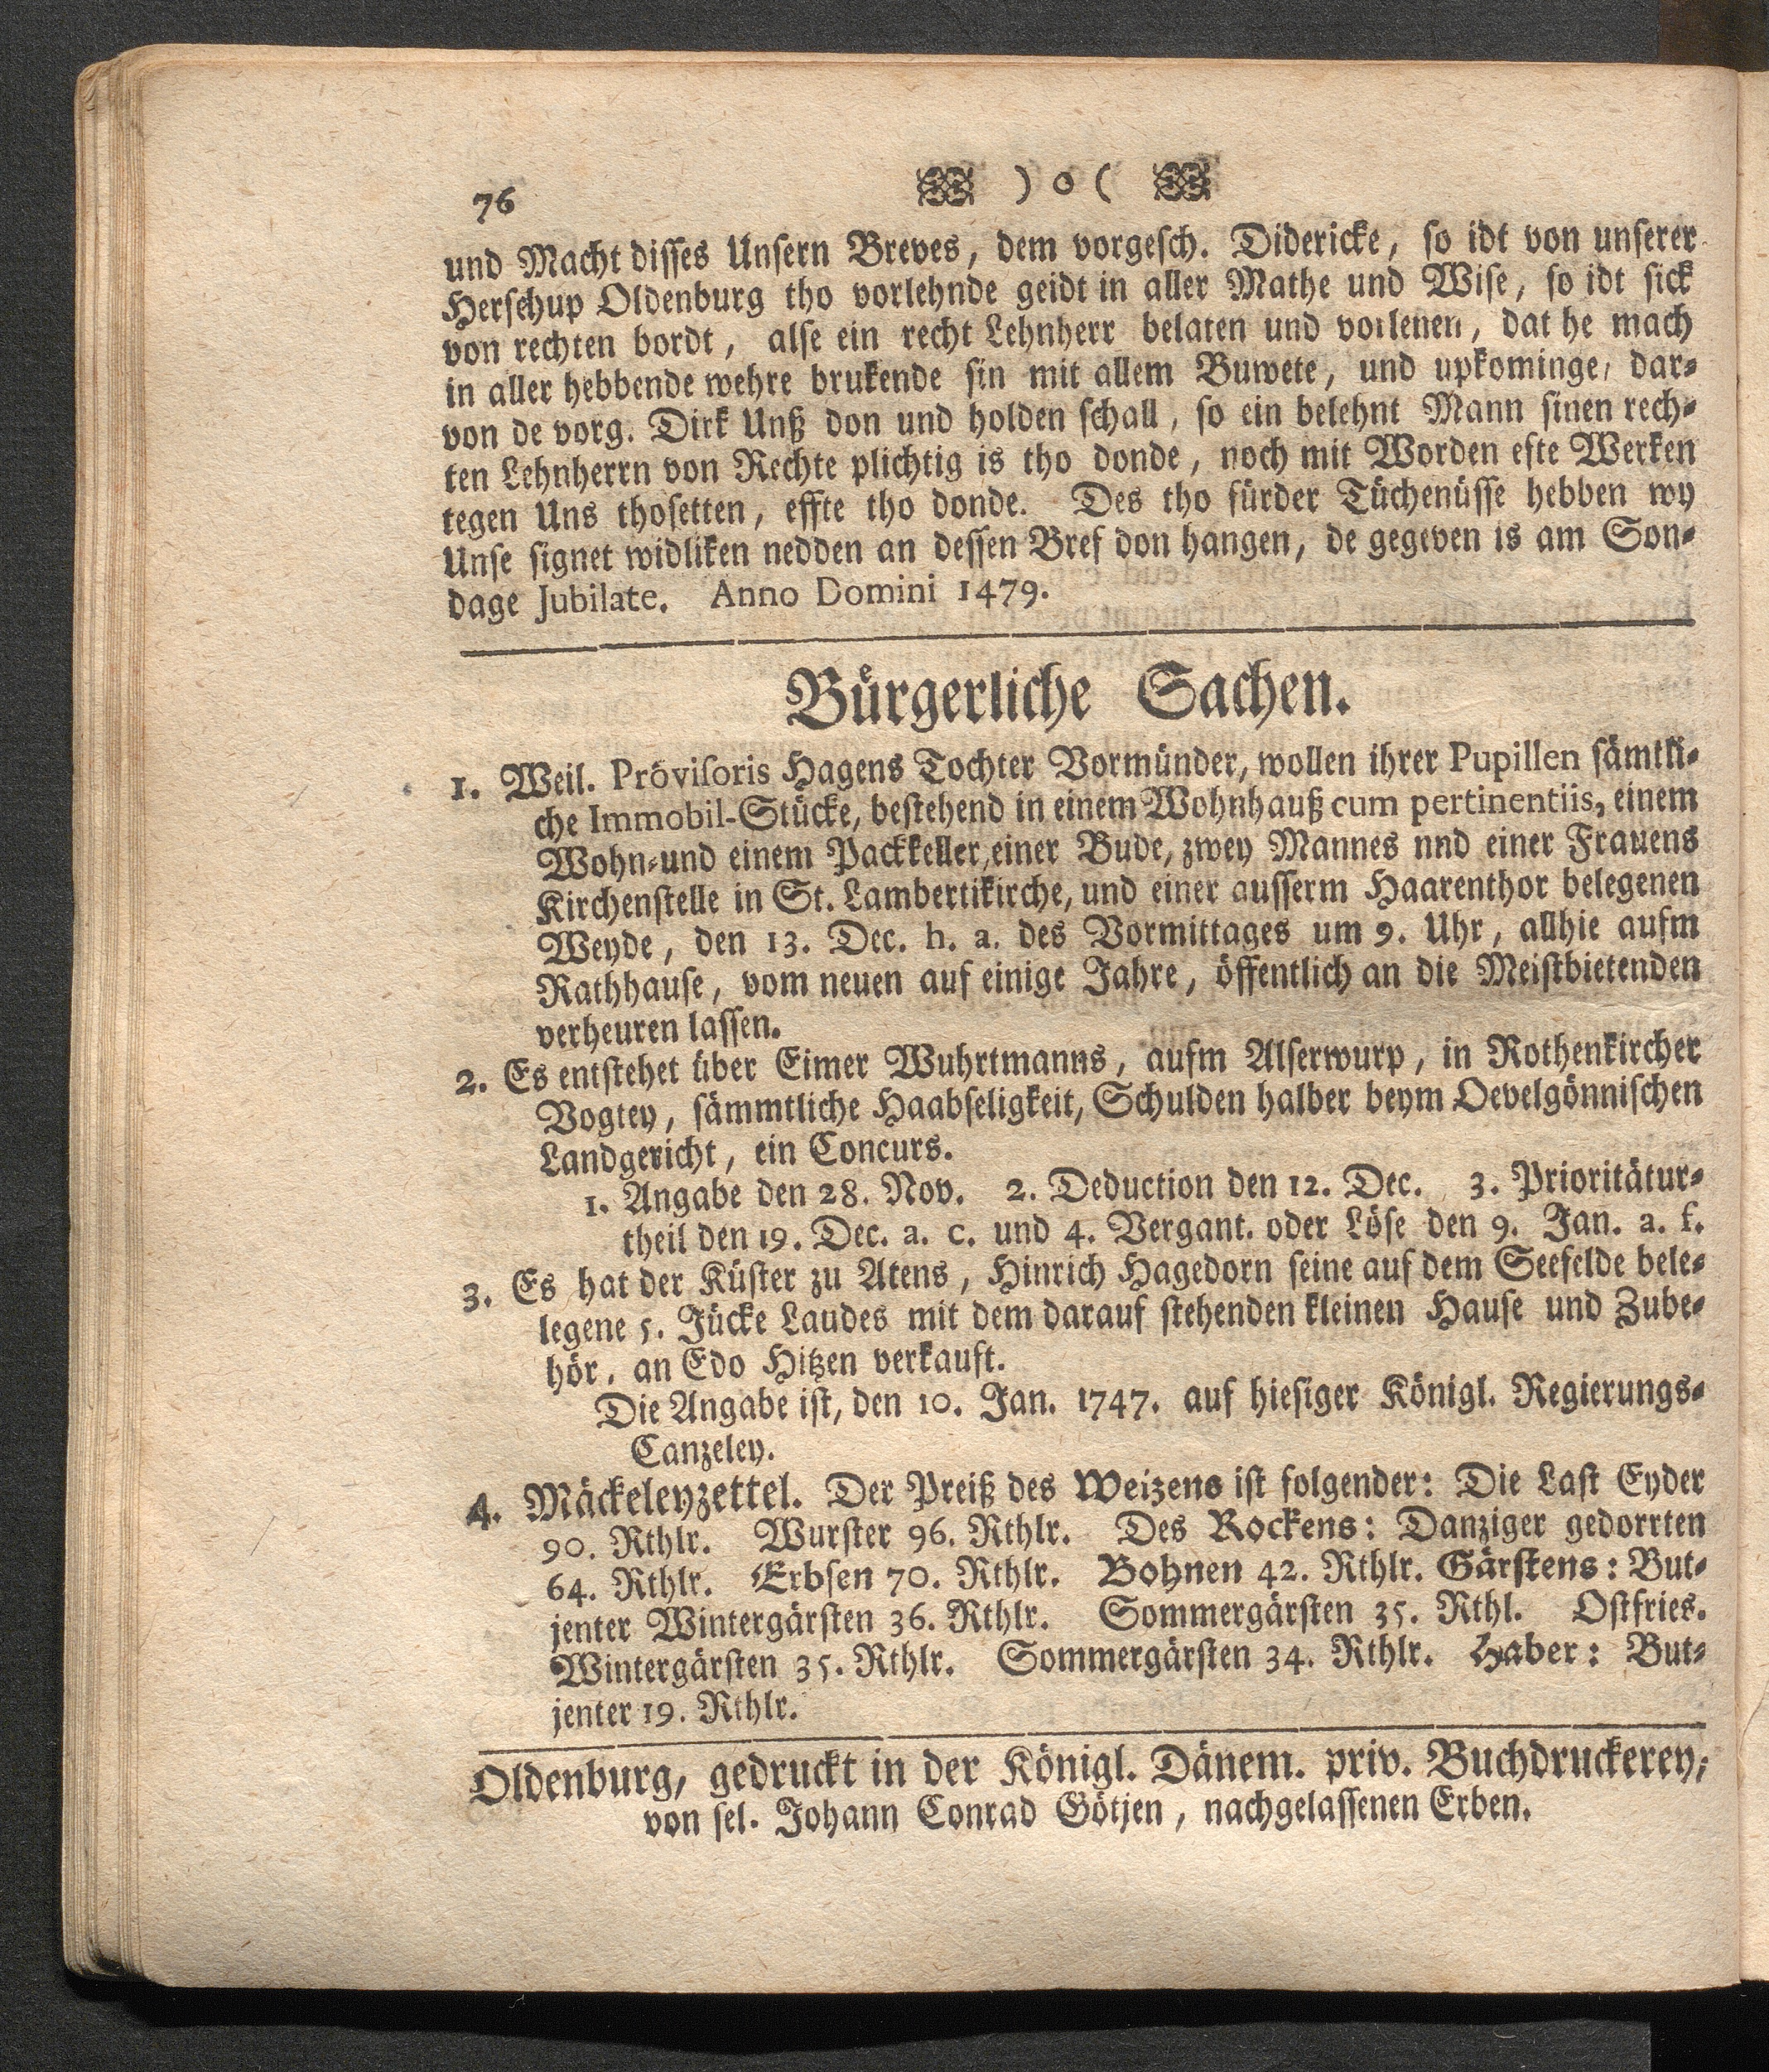 76 ) o (
und Macht disses Unsern Breves, dem vorgesch. Didericke, so idt von unserer
Herschup Oldenburg tho vorlehnde geidt in aller Mathe und Wise, so idt sick
von rechten bordt, alse ein recht Lehnherr belaten und vorlenen, dat he mach
in aller hebbende wehre brukende sin mit allem Buwete, und upkominge, dar-
von de vorg. Dirk Unß don und holden schall, so ein belehnt Mann sinen rech-
ten Lehnherrn von Rechte plichtig is tho donde, noch mit Worden efte Werken
tegen Uns thosetten, effte tho donde. Des tho fürder Tüchenüsse hebben wy
Unse signet widliken nedden an dessen Bref don hangen, de gegeven is am Son-
dage Jubilate. Anno Domini 1479.
Bürgerliche Sachen.
1. Weil. Provisoris Hagens Tochter Vormünder, wollen ihrer Pupillen sämtli-
che Immobil-Stücke, bestehend in einem Wohnhauß cum pertinentiis, einem
Wohn-und einem Packkeller, einer Bude, zwey Mannes nnd einer Frauens
Kirchenstelle in St. Lambertikirche, und einer ausserm Haarenthor belegenen
Weyde, den 13. Dec. h. a. des Vormittages um 9. Uhr, allhie aufm
Rathhause, vom neuen auf einige Jahre, öffentlich an die Meistbietenden
verheuren lassen.
2. Es entstehet über Eimer Wuhrtmanns, aufm Alserwurp, in Rothenkircher
Vogtey, sämmtliche Haabseligkeit, Schulden halber beym Oevelgönnischen
Landgericht, ein Concurs.
1. Angabe den 28. Nov. 2. Deduction den 12. Dec. 3. Prioritätur-
theil den 19. Dec. a. c. und 4. Vergant. oder Löse den 9. Jan. a. f.
3. Es hat der Küster zu Atens, Hinrich Hagedorn seine auf dem Seefelde bele-
legene 5. Jücke Laudes mit dem darauf stehenden kleinen Hause und Zube-
hör, an Edo Hitzen verkauft.
Die Angabe ist, den 10. Jan. 1747. auf hiesiger Königl. Regierungs-
Canzeley.
4. Mäckeleyzettel. Der Preiß des Weizens ist folgender: Die Last Eyder
90. Rthlr. Wurster 96. Rthlr. Des Rockens: Danziger gedorrten
64. Rthlr. Erbsen 70. Rthlr. Bohnen 42. Rthlr. Gärstens: But-
jenter Wintergärsten 36. Rthlr. Sommergärsten 35. Rthl. Ostfries.
Wintergärsten 35. Rthlr. Sommergärsten 34. Rthlr. Haber: But-
jenter 19. Rthlr.
Oldenburg, gedruckt in der Königl. Dänem. priv. Buchdruckerey,
von sel. Johann Conrad Götjen, nachgelassenen Erben.